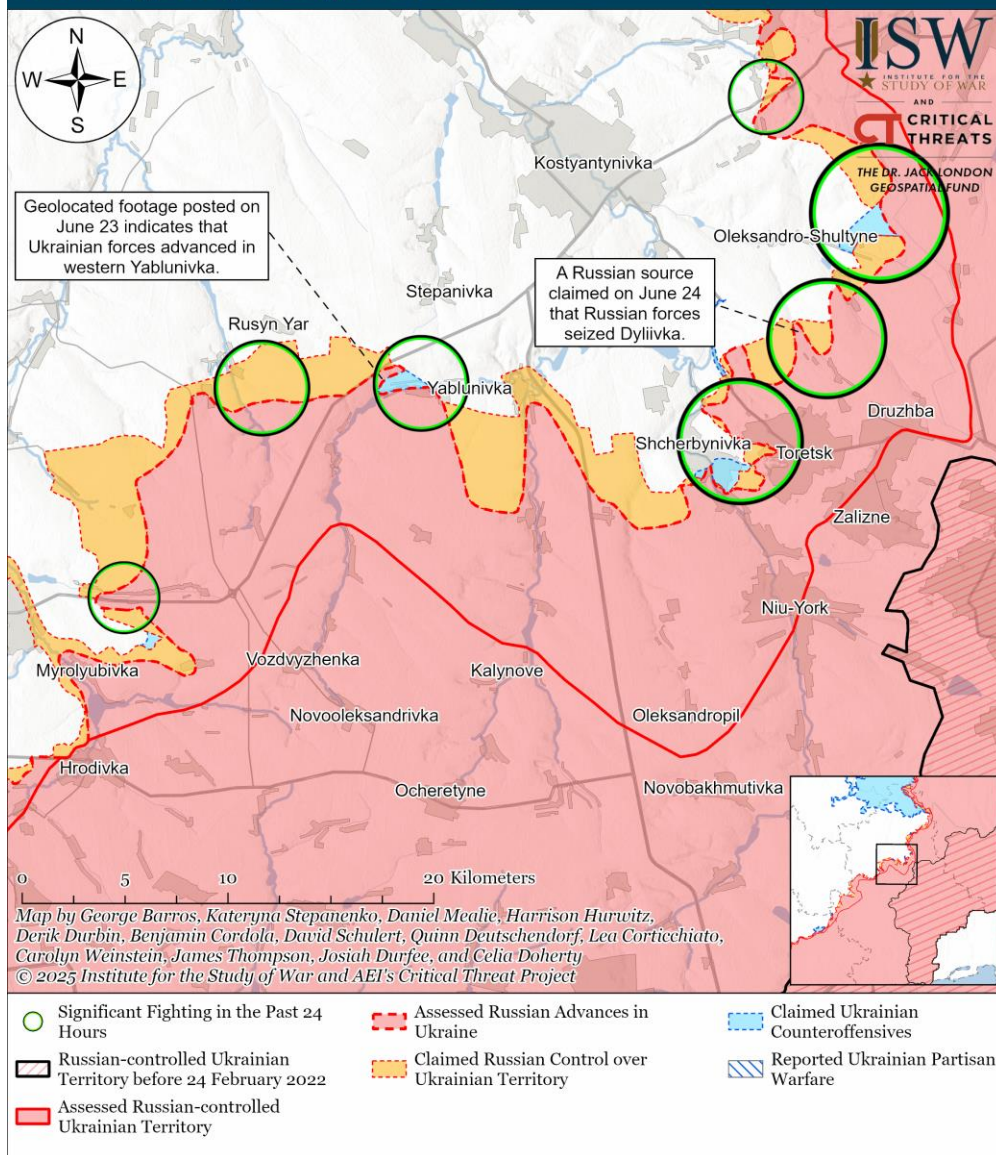 N
W
E
S
ISW
INSTITUTE FOR THE
STUDY OF WAR
AND
CT CRITICAL
THREATS
THE DR. JACK LONDON
GEOSPATIAL FUND
Kostyantynivka
Geolocated footage posted on
June 23 indicates that
Ukrainian forces advanced in
western Yablunivka.
Oleksandro-Shultyne
A Russian source
claimed on June 24
that Russian forces
seized Dyliivka.
Stepanivka
Rusyn Yar
Yablunivka
Druzhba
Shcherbynivka
Toretsk
Zalizne
Niu-York
Myrolyubivka
Vozdvyzhenka
Kalynove
Novooleksandrivka
Oleksandropil
Hrodivka
Ocheretyne
Novobakhmutivka
0 5 10 20 Kilometers
Map by George Barros, Kateryna Stepanenko, Daniel Mealie, Harrison Hurwitz,
Derik Durbin, Benjamin Cordola, David Schulert, Quinn Deutschendorf, Lea Corticchiato,
Carolyn Weinstein, James Thompson, Josiah Durfee, and Celia Doherty
© 2025 Institute for the Study of War and AEI's Critical Threat Project
Significant Fighting in the Past 24
Hours
Russian-controlled Ukrainian
Territory before 24 February 2022
Assessed Russian-controlled
Ukrainian Territory
Assessed Russian Advances in
Ukraine
Claimed Russian Control over
Ukrainian Territory
Claimed Ukrainian
Counteroffensives
Reported Ukrainian Partisan
Warfare